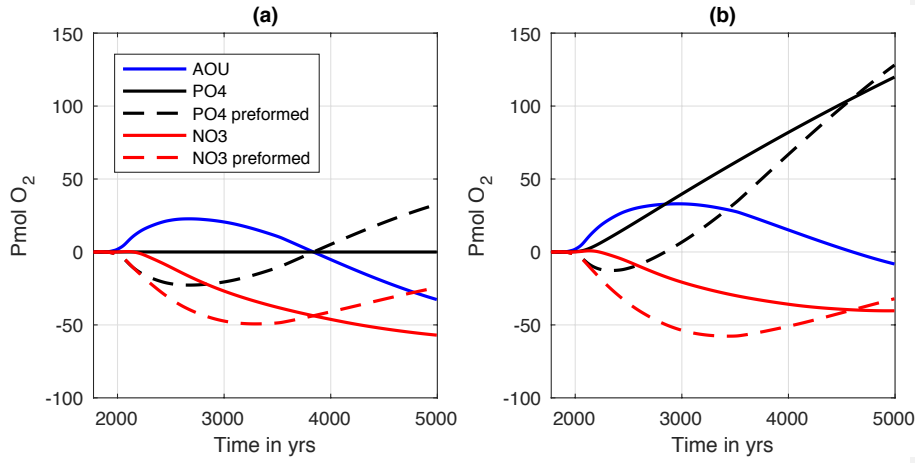 (a)
150
100
50
0
-50
-100
Pmol O2
AOU
PO4
PO4 preformed
NO3
NO3 preformed
2000 3000 4000 5000
Time in yrs
(b)
150
100
50
0
-50
-100
Pmol O2
2000 3000 4000 5000
Time in yrs